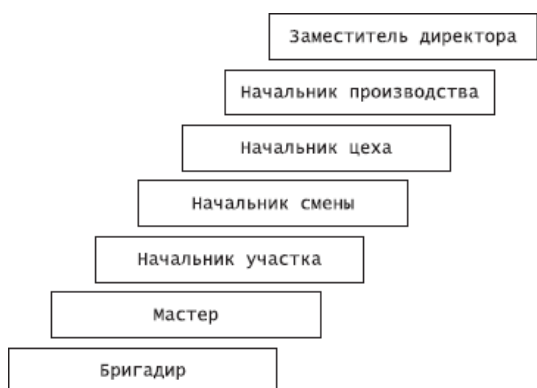 Заместитель директора
Начальник производства
Начальник цеха
Начальник смены
Начальник участка
Мастер
Бригадир